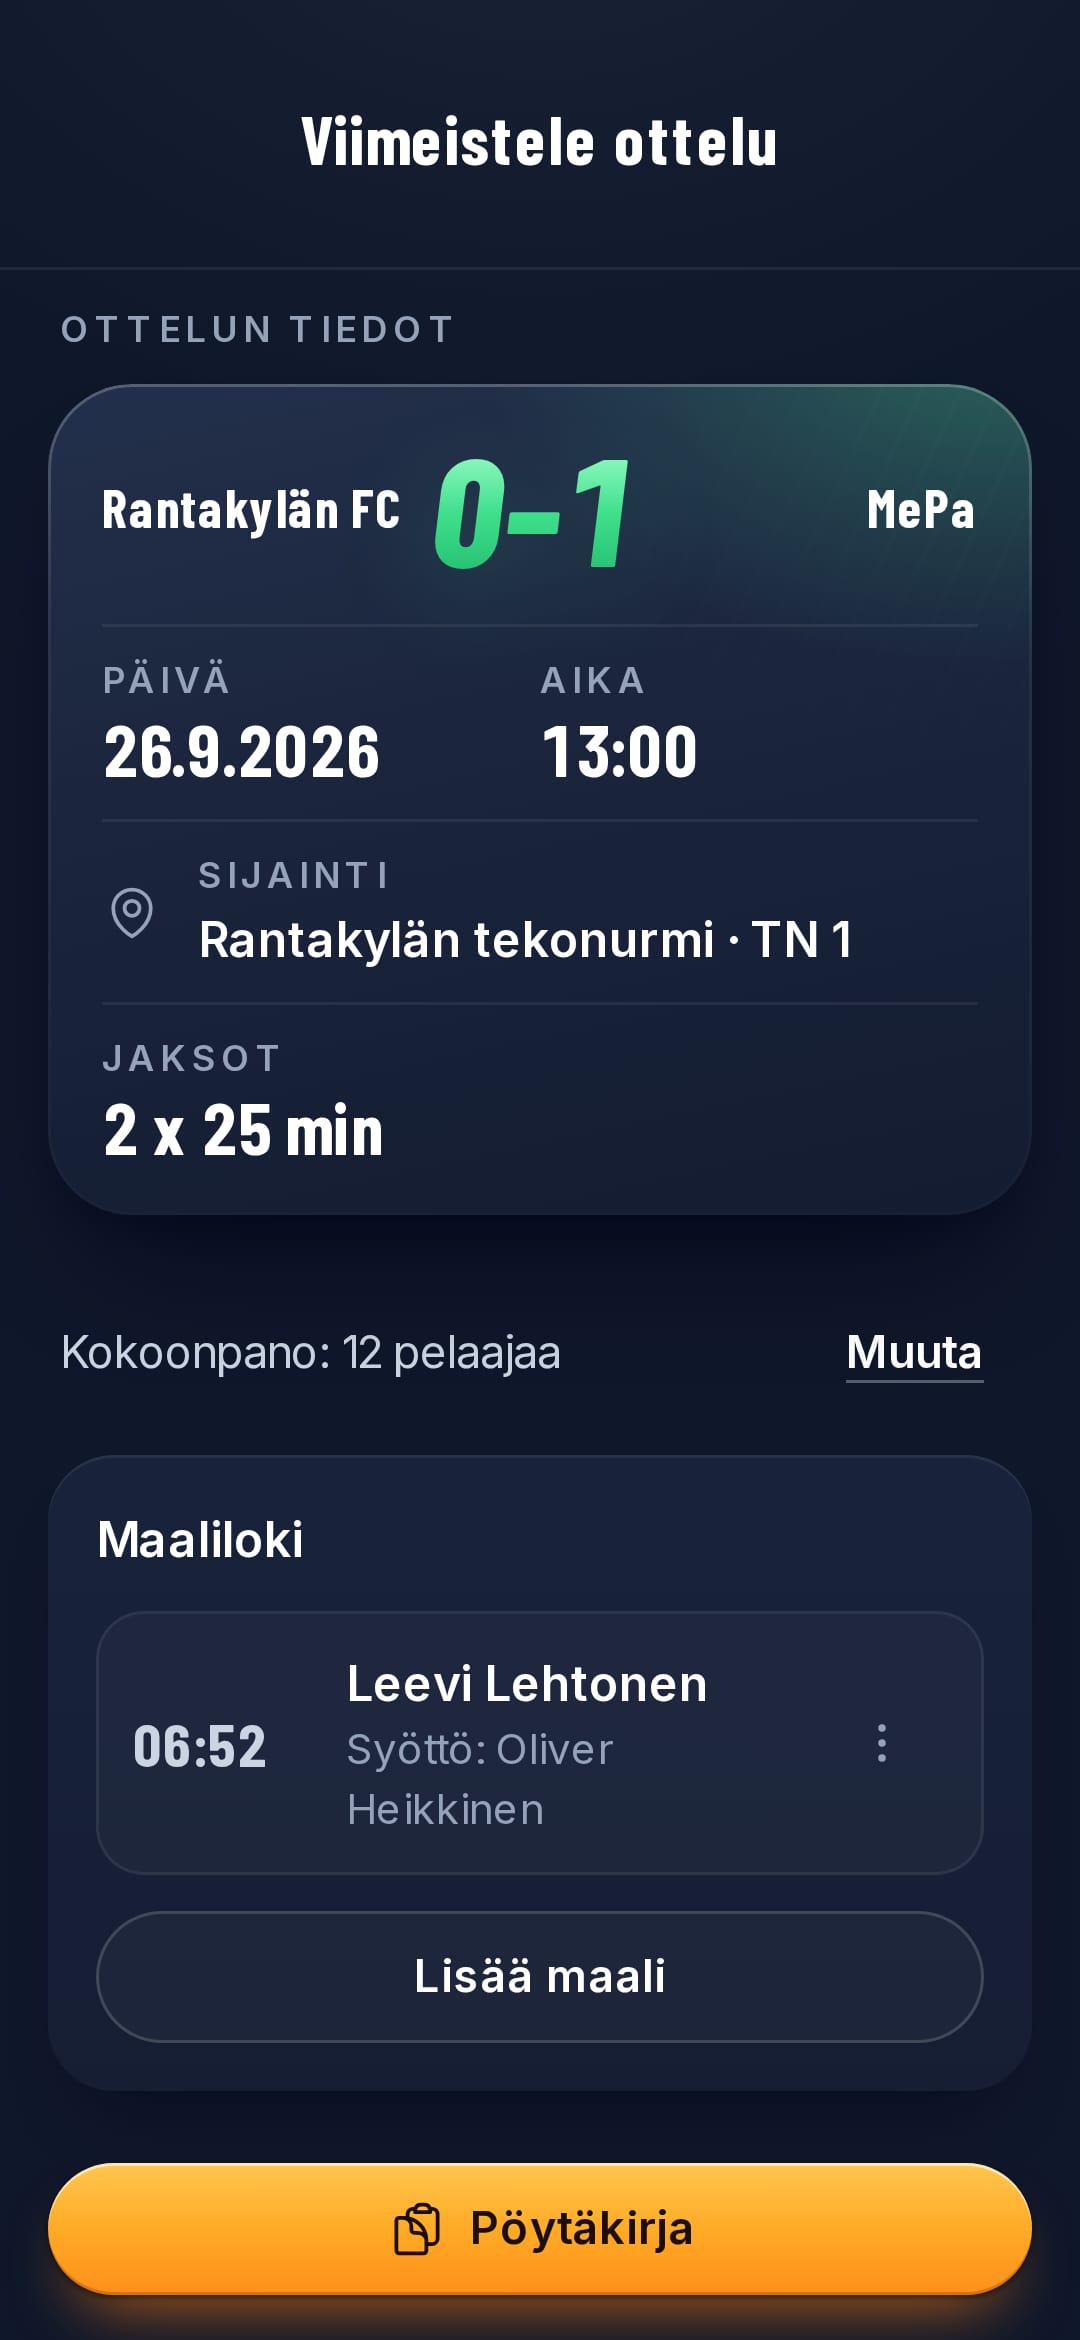 Viimeistele ottelu
OTTELUN TIEDOT
Rantakylän FC 0–1 MePa
PÄIVÄ AIKA
26.9.2026 13:00
SIJAINTI
Rantakylän tekonurmi · TN 1
JAKSOT
2 x 25 min
Kokoonpano: 12 pelaajaa Muuta
Maaliloki
Leevi Lehtonen
06:52 Syöttö: Oliver
Heikkinen
Lisää maali
Pöytäkirja